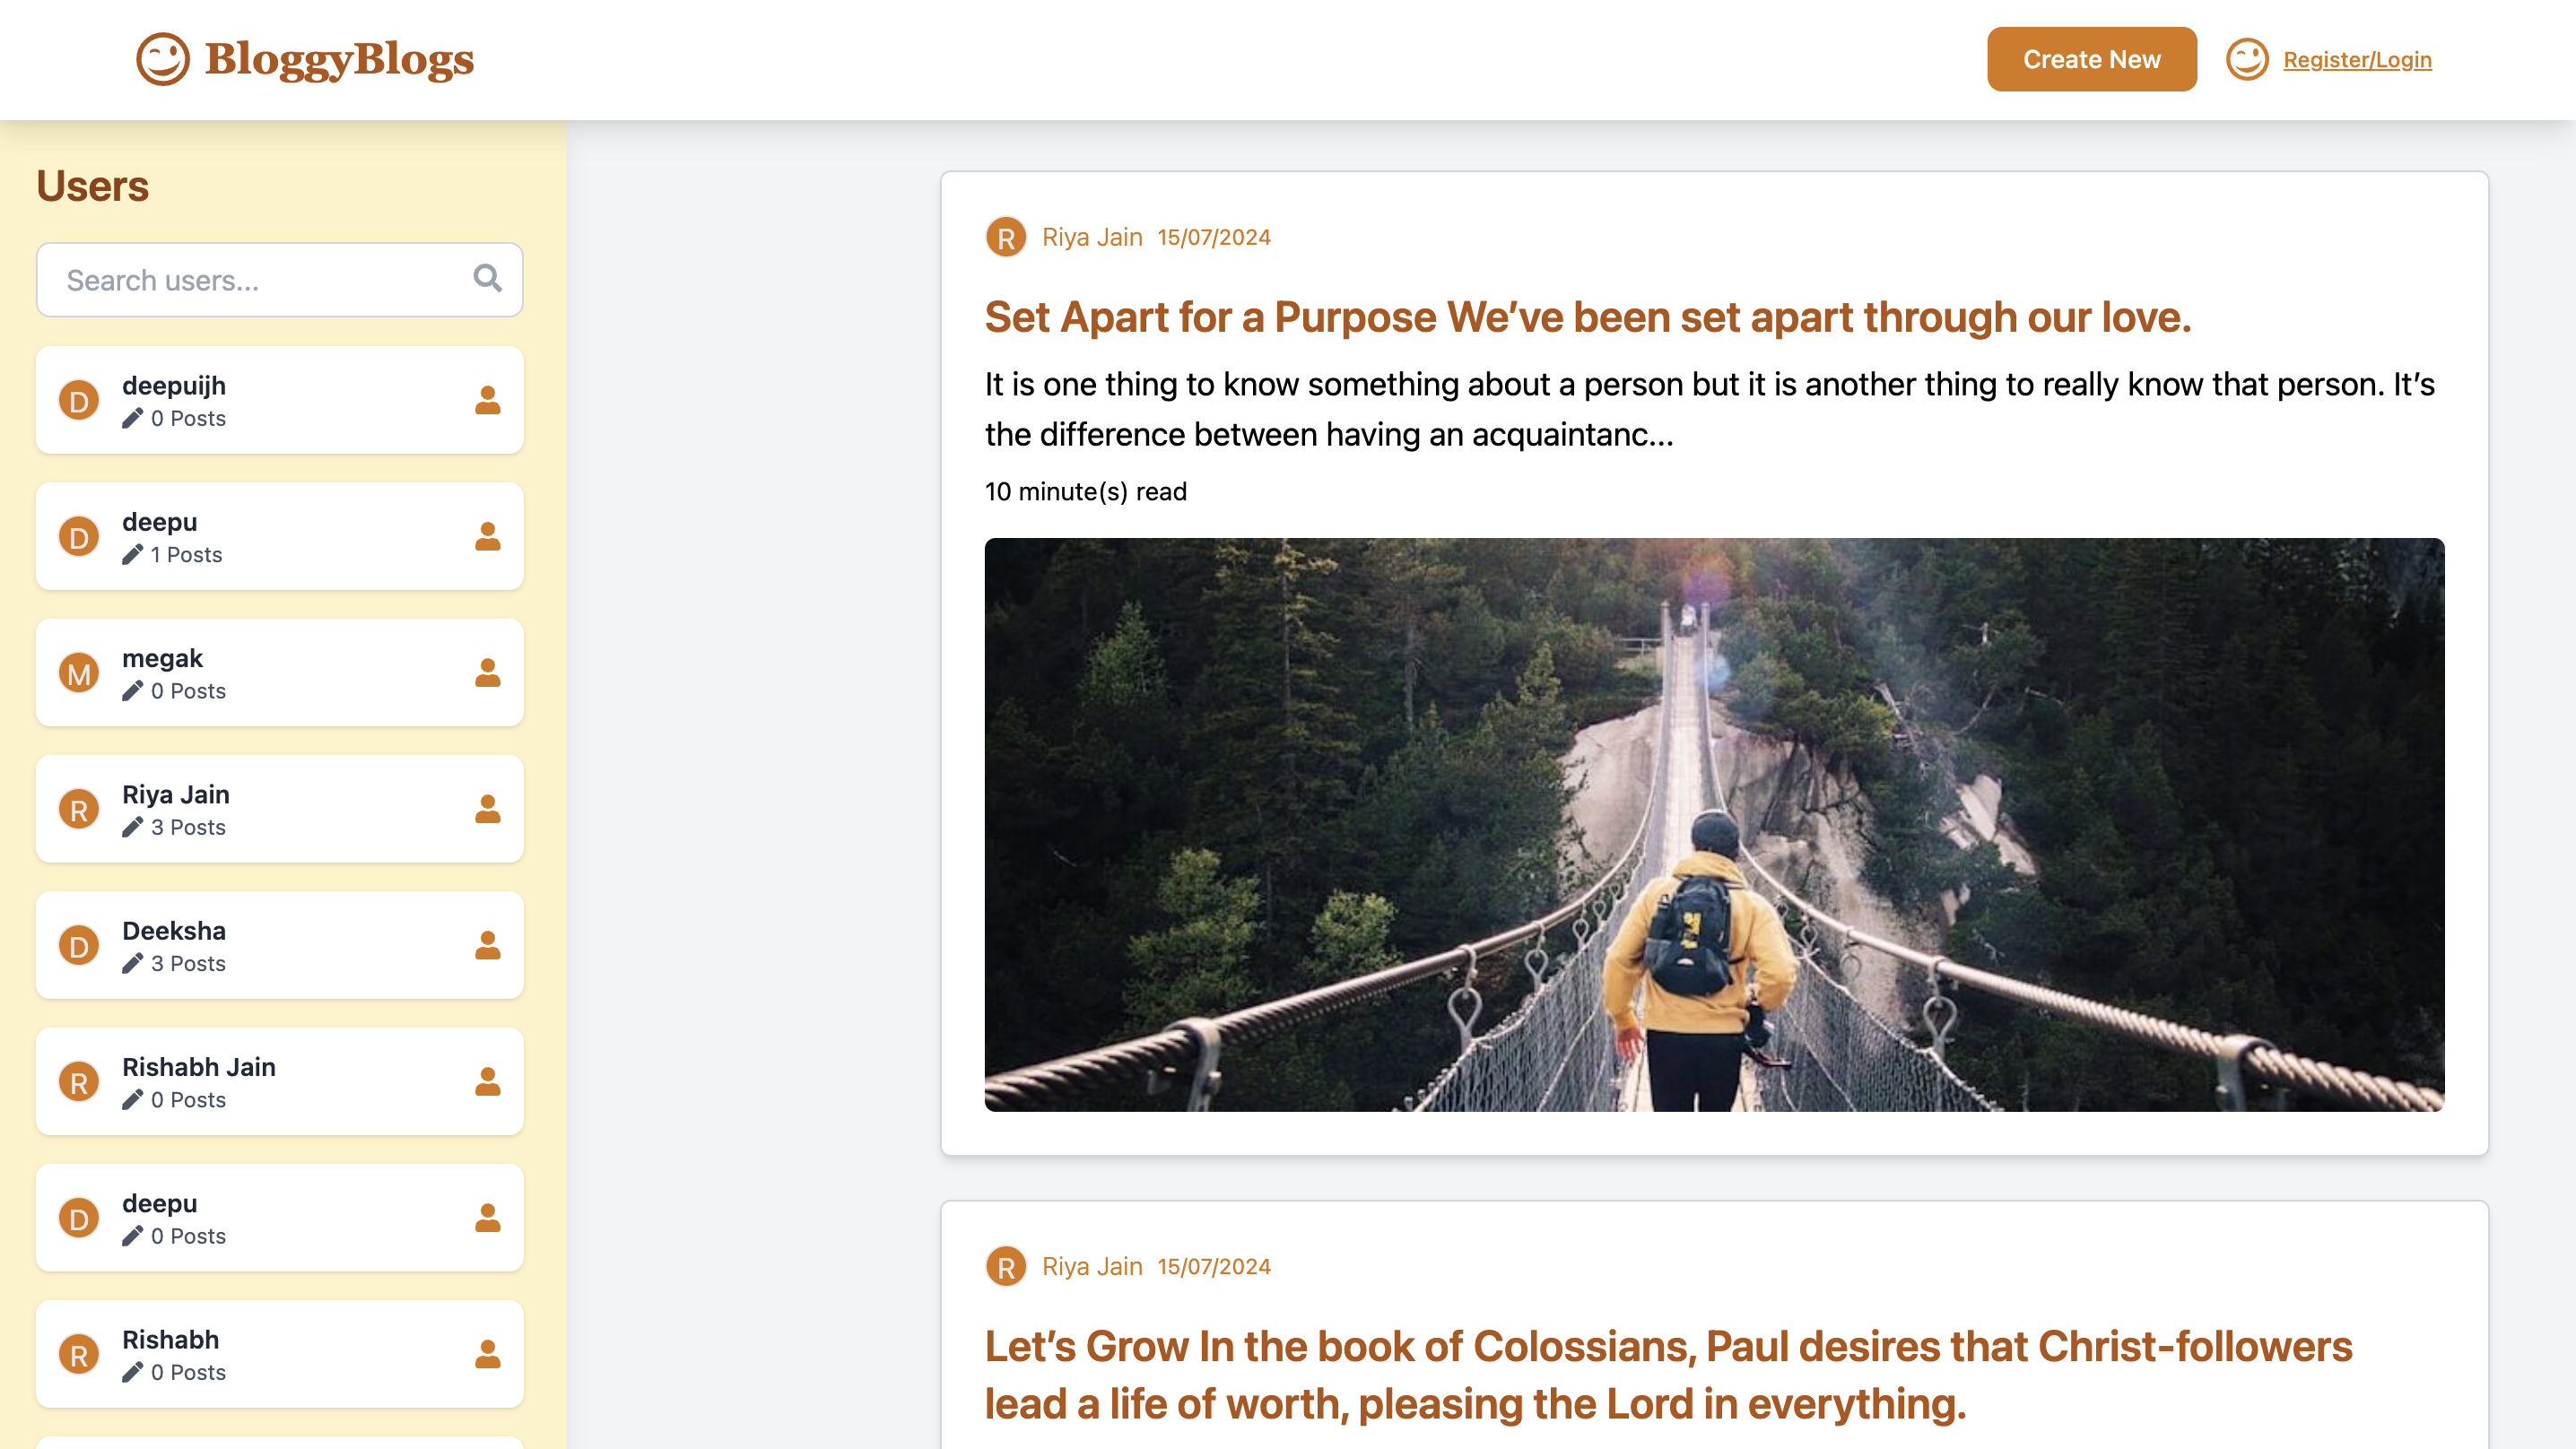 BloggyBlogs
Create New
Register/Login
Users
Search users...
D
deepuijh
0 Posts
D
deepu
1 Posts
M
megak
0 Posts
R
Riya Jain
3 Posts
D
Deeksha
3 Posts
R
Rishabh Jain
0 Posts
D
deepu
0 Posts
R
Rishabh
0 Posts
R
Riya Jain 15/07/2024
Set Apart for a Purpose We’ve been set apart through our love.
It is one thing to know something about a person but it is another thing to really know that person. It’s
the difference between having an acquaintanc...
10 minute(s) read
R
Riya Jain 15/07/2024
Let’s Grow In the book of Colossians, Paul desires that Christ-followers
lead a life of worth, pleasing the Lord in everything.